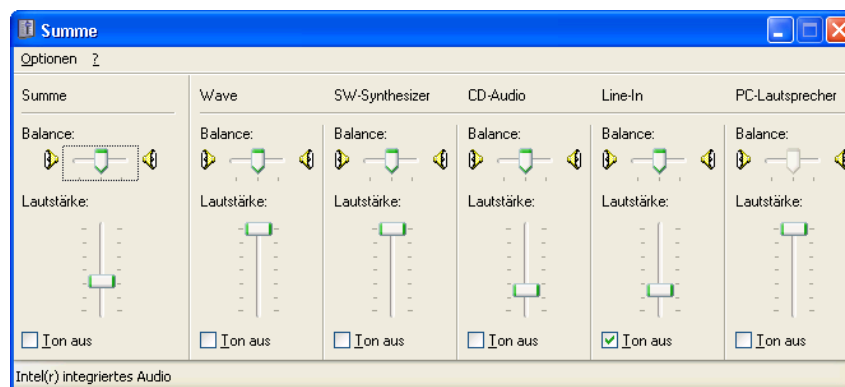 Summe
Optionen ?
Summe Wave SW-Synthesizer CD-Audio Line-In PC-Lautsprecher
Balance: Balance: Balance: Balance: Balance: Balance:
Lautstärke: Lautstärke: Lautstärke: Lautstärke: Lautstärke: Lautstärke:
Ton aus Ton aus Ton aus Ton aus Ton aus Ton aus
Intel(r) integriertes Audio